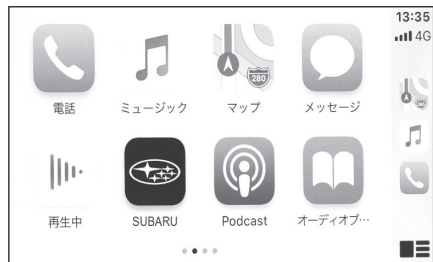 13:35
4G
電話
ミュージック
マップ
メッセージ
280
再生中
SUBARU
Podcast
オーディオブ…